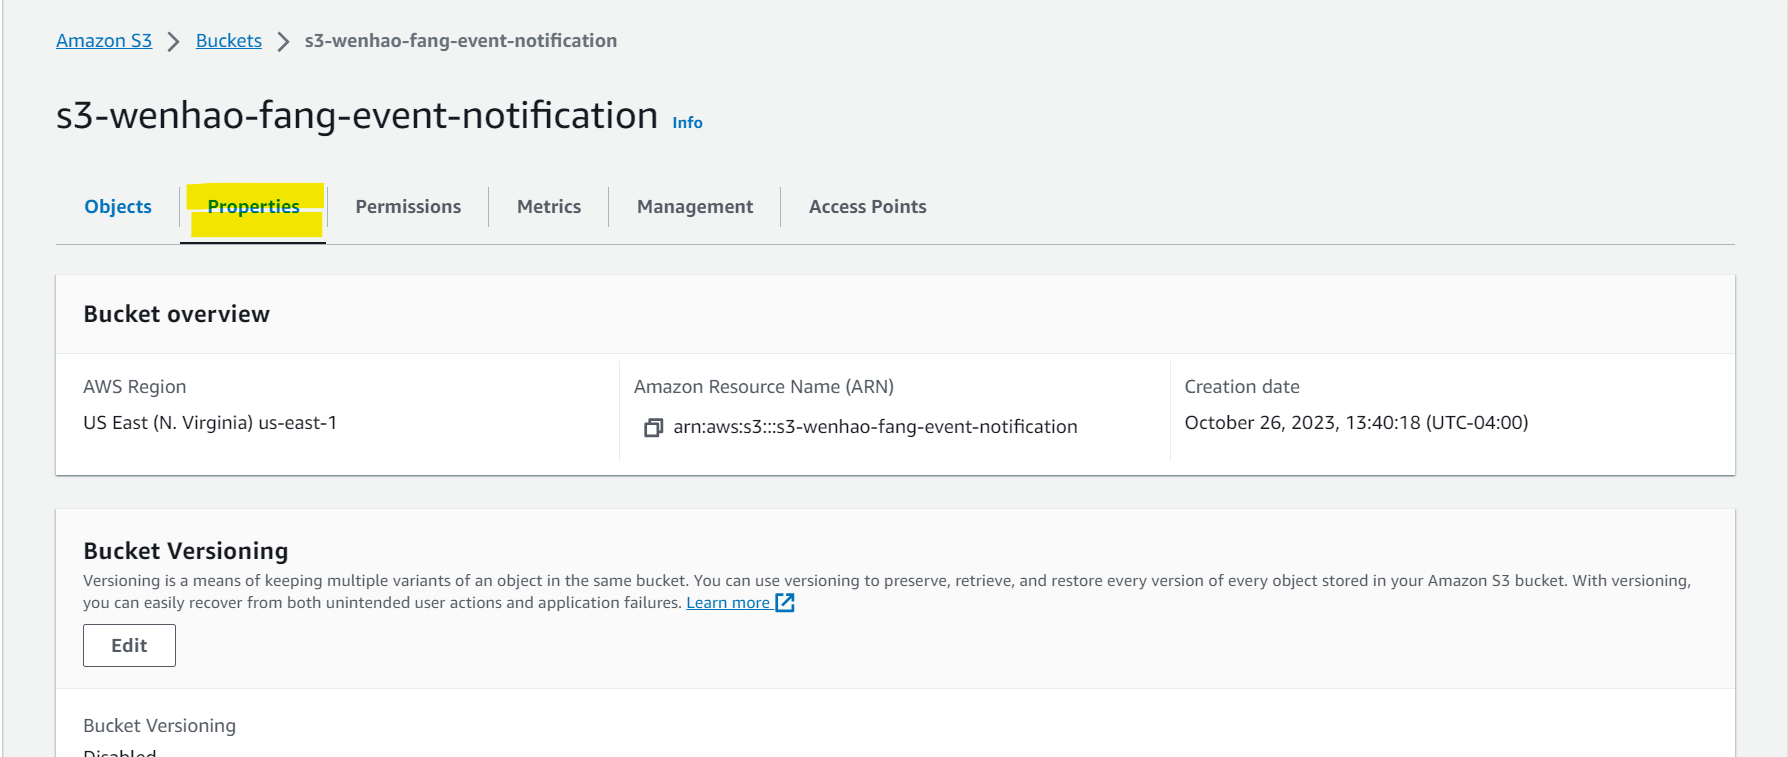 Amazon S3 > Buckets > s3-wenhao-fang-event-notification
s3-wenhao-fang-event-notification Info
Objects Properties Permissions Metrics Management Access Points
Bucket overview
AWS Region Amazon Resource Name (ARN) Creation date
US East (N. Virginia) us-east-1 arn:aws:s3:::s3-wenhao-fang-event-notification October 26, 2023, 13:40:18 (UTC-04:00)
Bucket Versioning
Versioning is a means of keeping multiple variants of an object in the same bucket. You can use versioning to preserve, retrieve, and restore every version of every object stored in your Amazon S3 bucket. With versioning,
you can easily recover from both unintended user actions and application failures. Learn more
Edit
Bucket Versioning
Disabled